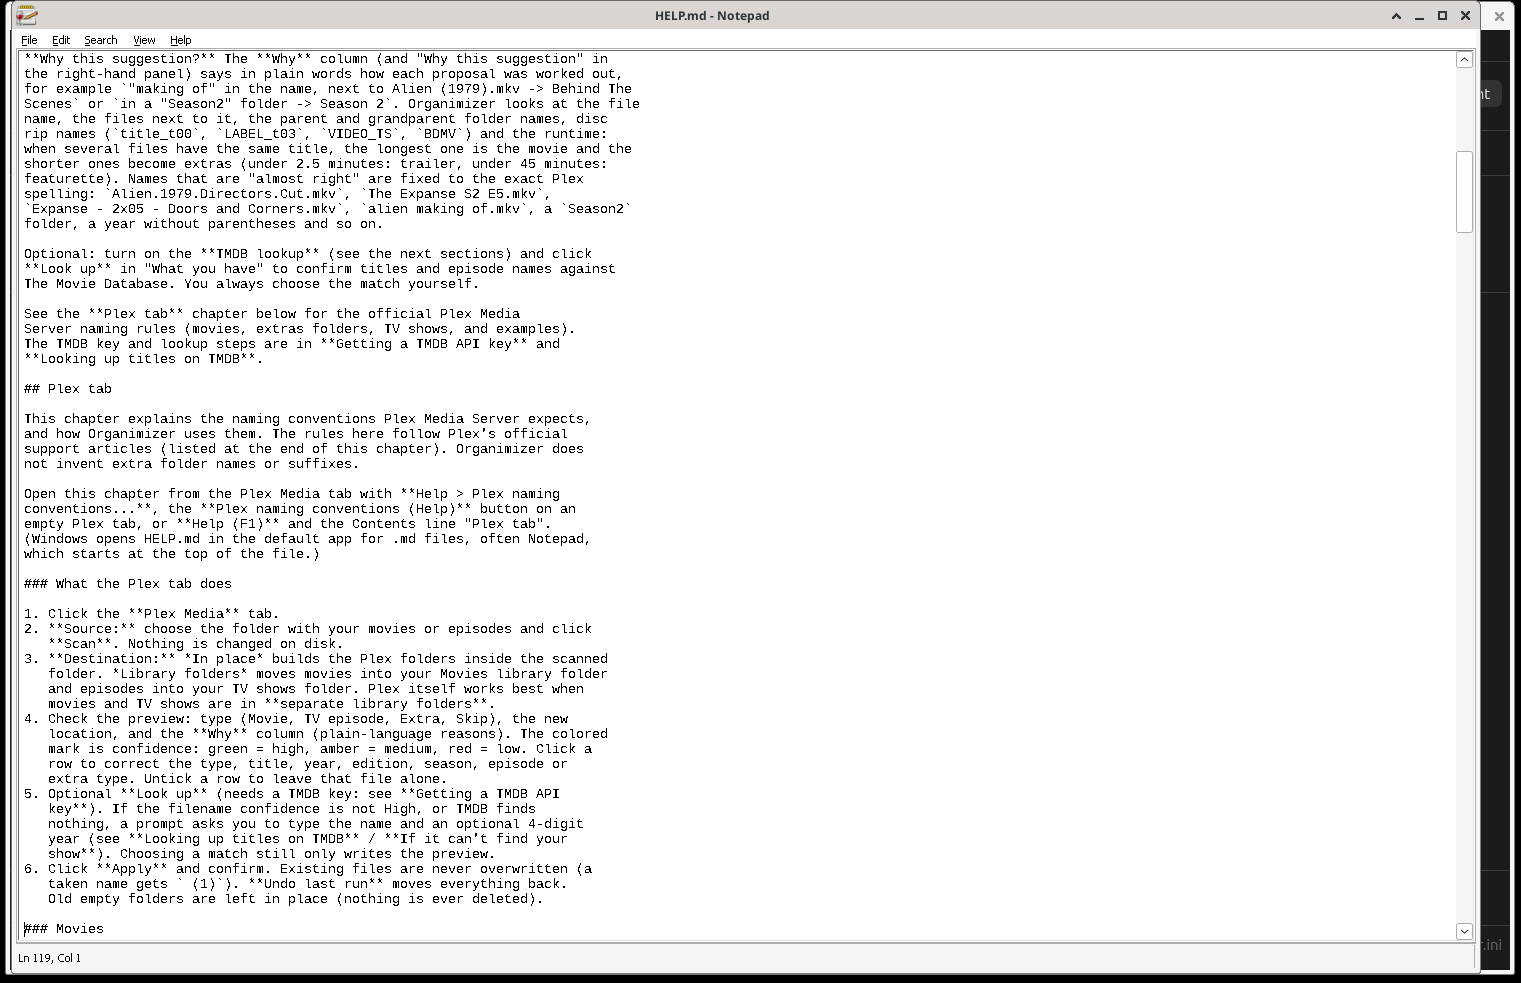 HELP.md - Notepad
File Edit Search View Help
**Why this suggestion?** The **Why** column (and "Why this suggestion" in
the right-hand panel) says in plain words how each proposal was worked out,
for example `"making of" in the name, next to Alien (1979).mkv -> Behind The
Scenes` or `in a "Season2" folder -> Season 2`. Organimizer looks at the file
name, the files next to it, the parent and grandparent folder names, disc
rip names (`title_t00`, `LABEL_t03`, `VIDEO_TS`, `BDMV`) and the runtime:
when several files have the same title, the longest one is the movie and the
shorter ones become extras (under 2.5 minutes: trailer, under 45 minutes:
featurette). Names that are "almost right" are fixed to the exact Plex
spelling: `Alien.1979.Directors.Cut.mkv`, `The Expanse S2 E5.mkv`,
`Expanse - 2x05 - Doors and Corners.mkv`, `alien making of.mkv`, a `Season2`
folder, a year without parentheses and so on.
Optional: turn on the **TMDB lookup** (see the next sections) and click
**Look up** in "What you have" to confirm titles and episode names against
The Movie Database. You always choose the match yourself.
See the **Plex tab** chapter below for the official Plex Media
Server naming rules (movies, extras folders, TV shows, and examples).
The TMDB key and lookup steps are in **Getting a TMDB API key** and
**Looking up titles on TMDB**.
## Plex tab
This chapter explains the naming conventions Plex Media Server expects,
and how Organimizer uses them. The rules here follow Plex's official
support articles (listed at the end of this chapter). Organimizer does
not invent extra folder names or suffixes.
Open this chapter from the Plex Media tab with **Help > Plex naming
conventions...**, the **Plex naming conventions (Help)** button on an
empty Plex tab, or **Help (F1)** and the Contents line "Plex tab".
(Windows opens HELP.md in the default app for .md files, often Notepad,
which starts at the top of the file.)
### What the Plex tab does
1. Click the **Plex Media** tab.
2. **Source:** choose the folder with your movies or episodes and click
**Scan**. Nothing is changed on disk.
3. **Destination:** *In place* builds the Plex folders inside the scanned
folder. *Library folders* moves movies into your Movies library folder
and episodes into your TV shows folder. Plex itself works best when
movies and TV shows are in **separate library folders**.
4. Check the preview: type (Movie, TV episode, Extra, Skip), the new
location, and the **Why** column (plain-language reasons). The colored
mark is confidence: green = high, amber = medium, red = low. Click a
row to correct the type, title, year, edition, season, episode or
extra type. Untick a row to leave that file alone.
5. Optional **Look up** (needs a TMDB key: see **Getting a TMDB API
key**). If the filename confidence is not High, or TMDB finds
nothing, a prompt asks you to type the name and an optional 4-digit
year (see **Looking up titles on TMDB** / **If it can't find your
show**). Choosing a match still only writes the preview.
6. Click **Apply** and confirm. Existing files are never overwritten (a
taken name gets ` (1)`). **Undo last run** moves everything back.
Old empty folders are left in place (nothing is ever deleted).
### Movies
Ln 119, Col 1